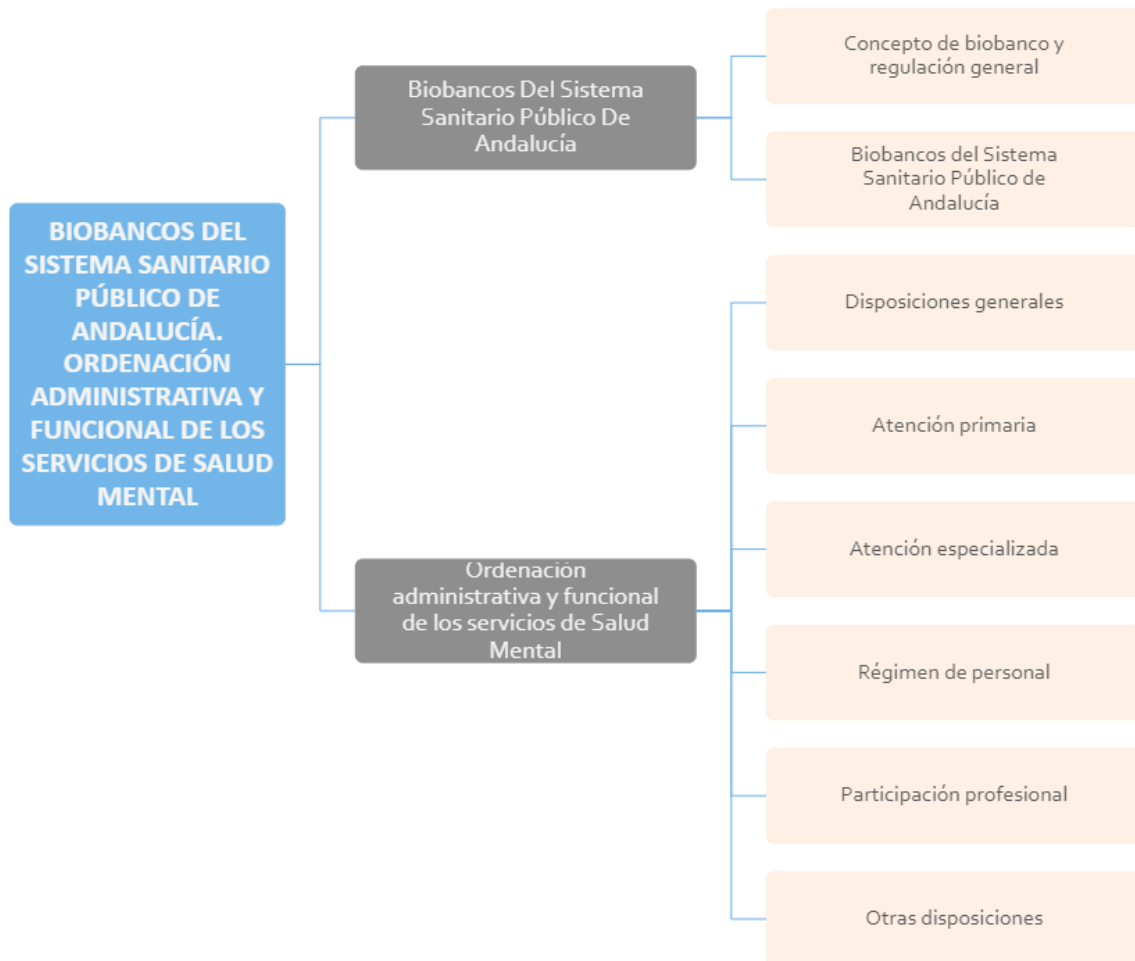 BIOBANCOS DEL
SISTEMA SANITARIO
PÚBLICO DE
ANDALUCÍA.
ORDENACIÓN
ADMINISTRATIVA Y
FUNCIONAL DE LOS
SERVICIOS DE SALUD
MENTAL
Biobancos Del Sistema
Sanitario Público De
Andalucía
Concepto de biobanco y
regulación general
Biobancos del Sistema
Sanitario Público de
Andalucía
Ordenación
administrativa y funcional
de los servicios de Salud
Mental
Disposiciones generales
Atención primaria
Atención especializada
Régimen de personal
Participación profesional
Otras disposiciones